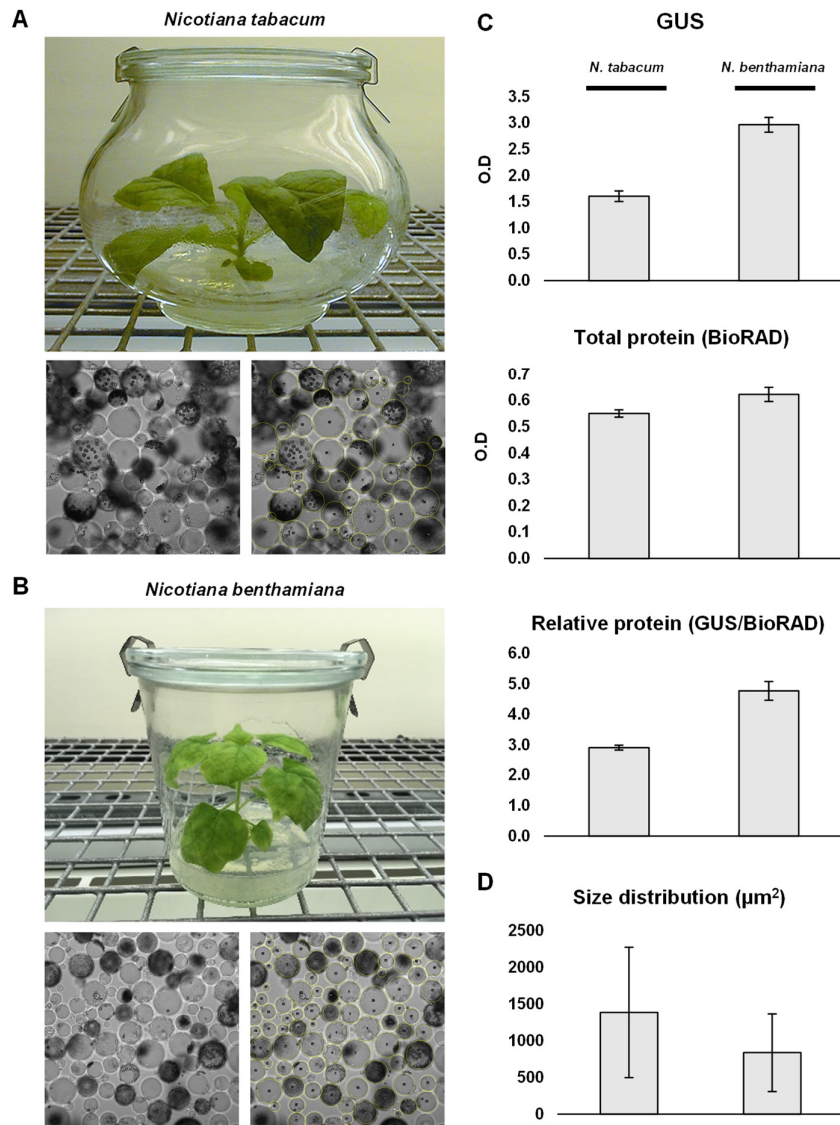 A
Nicotiana tabacum
B
Nicotiana benthamiana
C
GUS
N. tabacum N. benthamiana
O.D
3.5
3.0
2.5
2.0
1.5
1.0
0.5
0.0
Total protein (BioRAD)
O.D
0.7
0.6
0.5
0.4
0.3
0.2
0.1
0.0
Relative protein (GUS/BioRAD)
6.0
5.0
4.0
3.0
2.0
1.0
0.0
D
Size distribution (µm²)
2500
2000
1500
1000
500
0